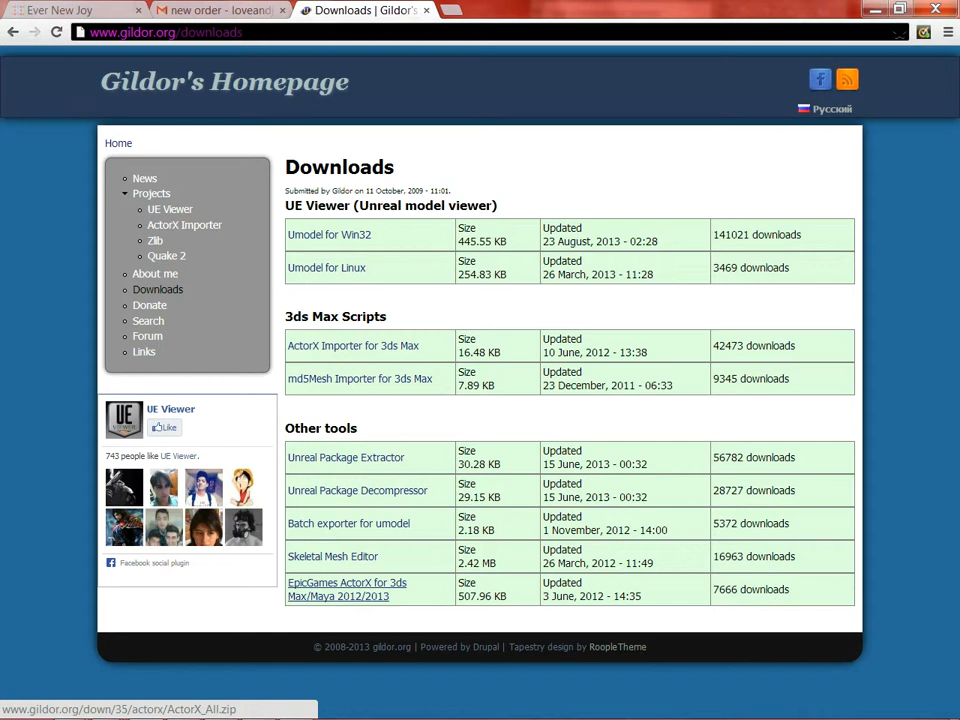 Ever New Joy
new order - loveand
Downloads | Gildor's
www.gildor.org/downloads
Gildor's Homepage
Русский
Home
News
Projects
UE Viewer
ActorX Importer
Zlib
Quake 2
About me
Downloads
Donate
Search
Forum
Links
UE
UE Viewer
Like
743 people like UE Viewer.
Facebook social plugin
Downloads
Submitted by Gildor on 11 October, 2009 - 11:01.
UE Viewer (Unreal model viewer)
Umodel for Win32 Size 445.55 KB Updated 23 August, 2013 - 02:28 141021 downloads
Umodel for Linux Size 254.83 KB Updated 26 March, 2013 - 11:28 3469 downloads
3ds Max Scripts
ActorX Importer for 3ds Max Size 16.48 KB Updated 10 June, 2012 - 13:38 42473 downloads
md5Mesh Importer for 3ds Max Size 7.89 KB Updated 23 December, 2011 - 06:33 9345 downloads
Other tools
Unreal Package Extractor Size 30.28 KB Updated 15 June, 2013 - 00:32 56782 downloads
Unreal Package Decompressor Size 29.15 KB Updated 15 June, 2013 - 00:32 28727 downloads
Batch exporter for umodel Size 2.18 KB Updated 1 November, 2012 - 14:00 5372 downloads
Skeletal Mesh Editor Size 2.42 MB Updated 26 March, 2012 - 11:49 16963 downloads
EpicGames ActorX for 3ds Max/Maya 2012/2013 Size 507.96 KB Updated 3 June, 2012 - 14:35 7666 downloads
© 2008-2013 gildor.org | Powered by Drupal | Tapestry design by RoopleTheme
www.gildor.org/down/35/actorx/ActorX_All.zip